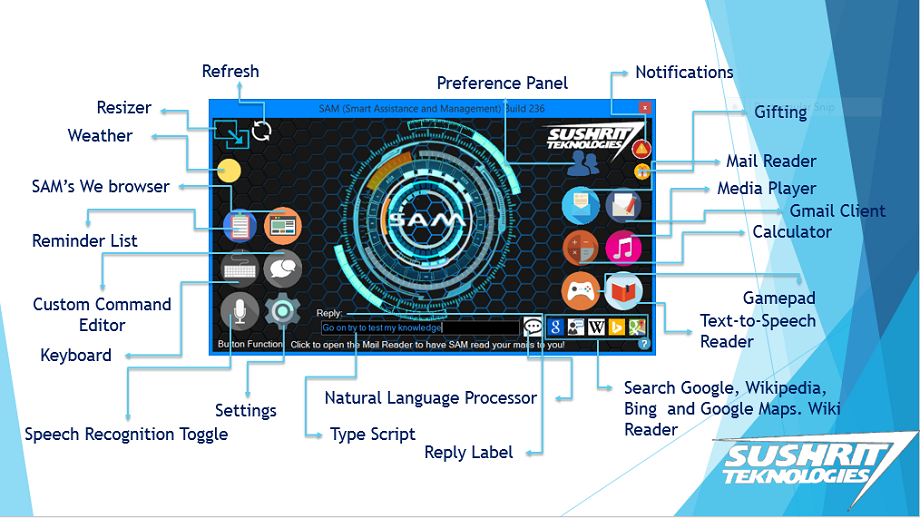 Refresh
Preference Panel
Notifications
Resizer
SAM (Smart Assistance and Management) Build 236
x
Gifting
Weather
SUSHRIT
TEKNOLOGIES
Mail Reader
SAM's We browser
Media Player
Gmail Client
SAM
Calculator
Reminder List
Custom Command
Editor
Gamepad
Reply:
Text-to-Speech
Reader
Go on try to test my knowledge
Keyboard
Button Function
Click to open the Mail Reader to have SAM read your mails to you!
?
Search Google, Wikipedia,
Bing and Google Maps. Wiki
Reader
Natural Language Processor
Settings
Speech Recognition Toggle
Type Script
Reply Label
SUSHRIT
TEKNOLOGIES